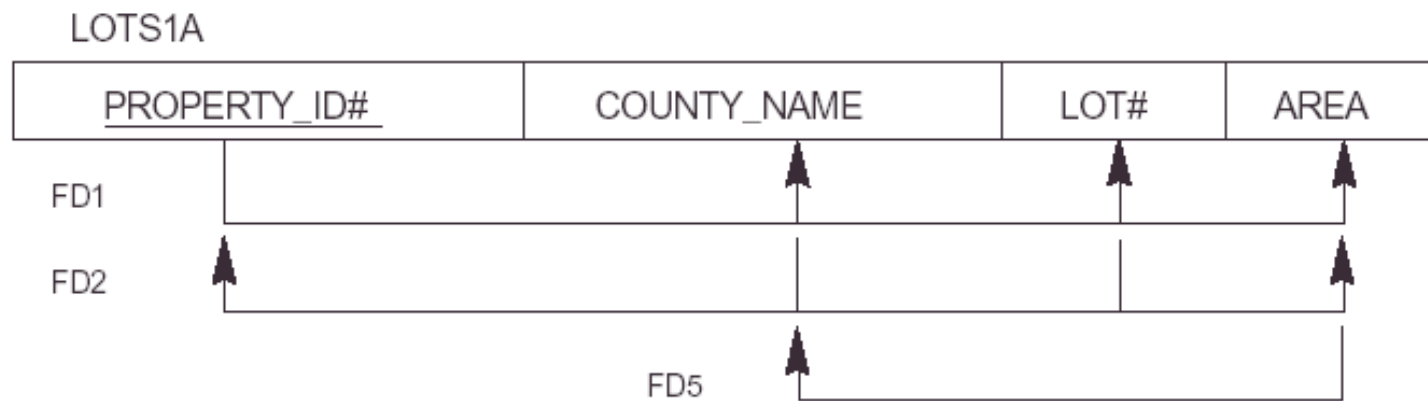 LOTS1A
PROPERTY_ID# COUNTY_NAME LOT# AREA
FD1
FD2
FD5